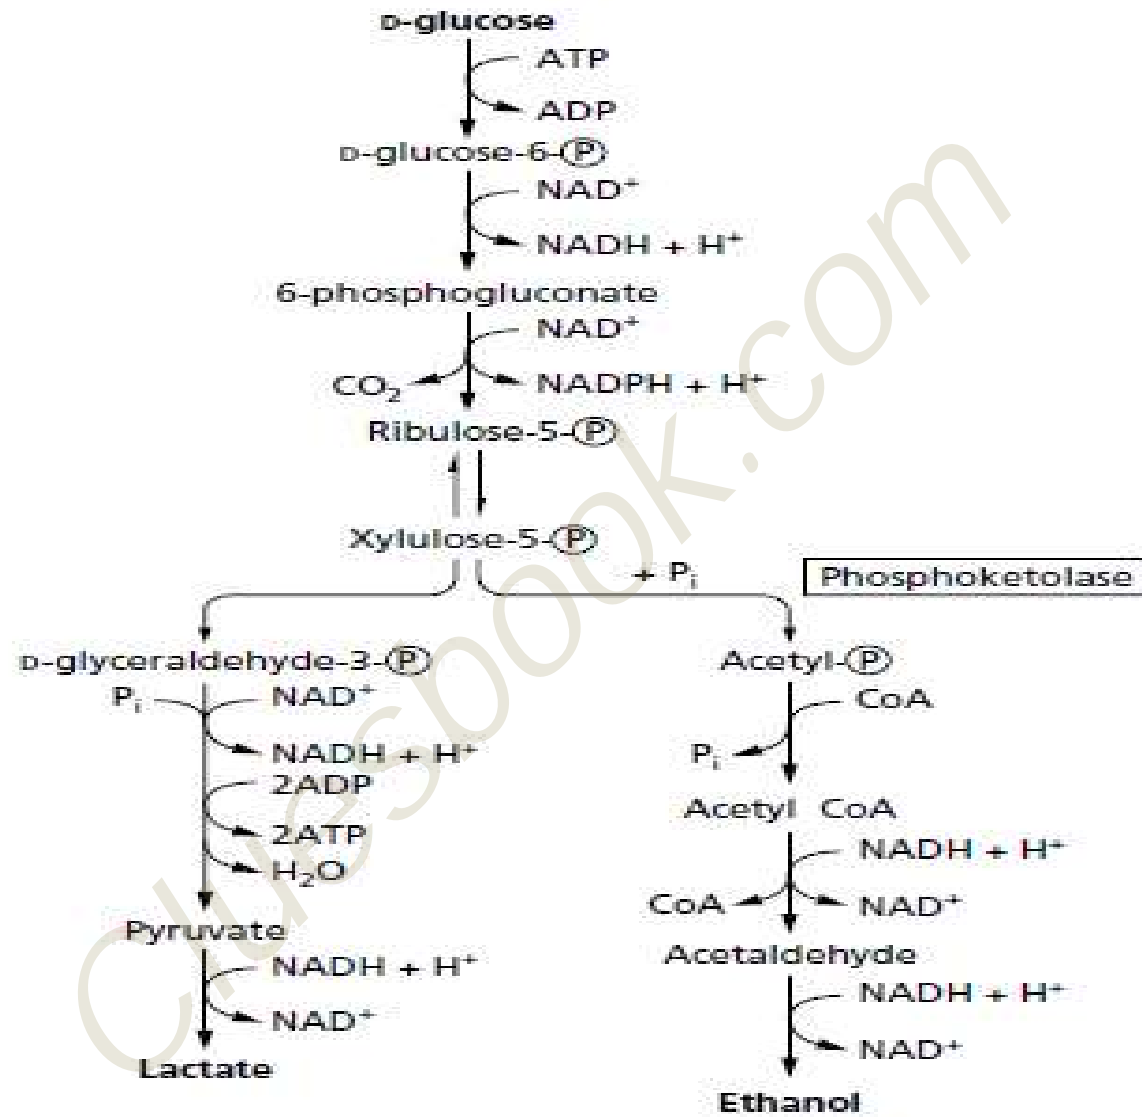 D-glucose
ATP
ADP
D-glucose-6-P
NAD⁺
NADH + H⁺
6-phosphogluconate
NAD⁺
CO₂
NADPH + H⁺
Ribulose-5-P
Xylulose-5-P
+ Pᵢ
Phosphoketolase
D-glyceraldehyde-3-P
Pᵢ
NAD⁺
NADH + H⁺
2ADP
2ATP
H₂O
Pyruvate
NADH + H⁺
NAD⁺
Lactate
Acetyl-P
CoA
Pᵢ
Acetyl CoA
NADH + H⁺
CoA
NAD⁺
Acetaldehyde
NADH + H⁺
NAD⁺
Ethanol
Cluesbook.com